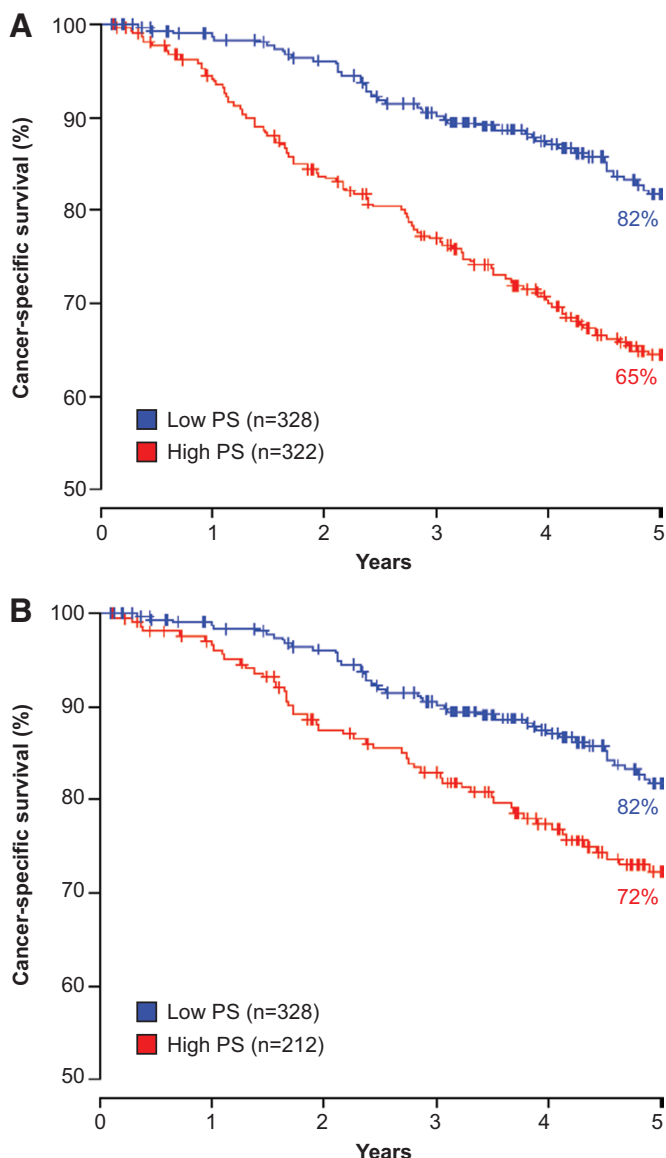 A
Cancer-specific survival (%)
100
90
80
70
60
50
82%
65%
Low PS (n=328)
High PS (n=322)
0 1 2 3 4 5
Years
B
Cancer-specific survival (%)
100
90
80
70
60
50
82%
72%
Low PS (n=328)
High PS (n=212)
0 1 2 3 4 5
Years